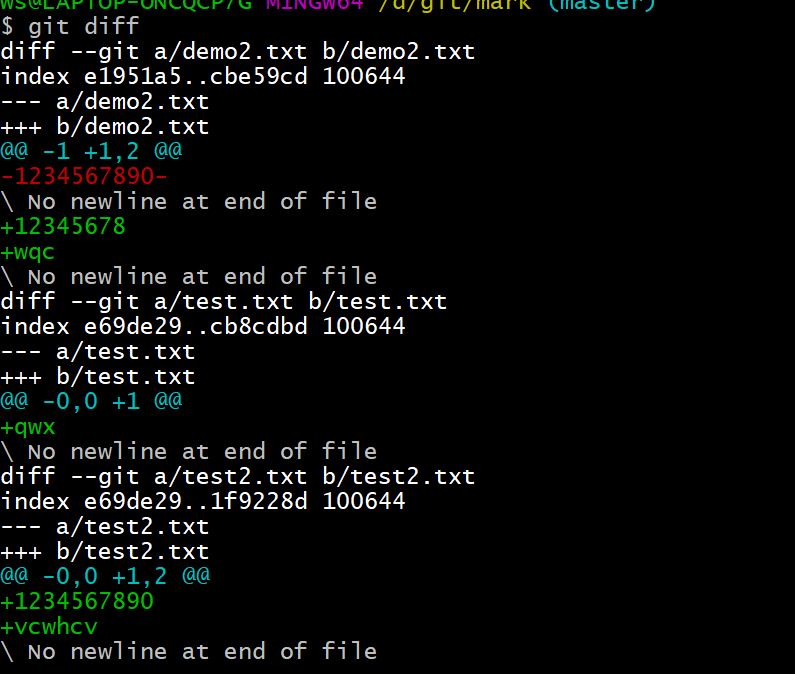 ws@LAPTOP-ONCQCP7G MINGW64 /d/git/mark (master)
$ git diff
diff --git a/demo2.txt b/demo2.txt
index e1951a5..cbe59cd 100644
--- a/demo2.txt
+++ b/demo2.txt
@@ -1 +1,2 @@
-1234567890-
\ No newline at end of file
+12345678
+wqc
\ No newline at end of file
diff --git a/test.txt b/test.txt
index e69de29..cb8cdbd 100644
--- a/test.txt
+++ b/test.txt
@@ -0,0 +1 @@
+qwx
\ No newline at end of file
diff --git a/test2.txt b/test2.txt
index e69de29..1f9228d 100644
--- a/test2.txt
+++ b/test2.txt
@@ -0,0 +1,2 @@
+1234567890
+vcwhcv
\ No newline at end of file